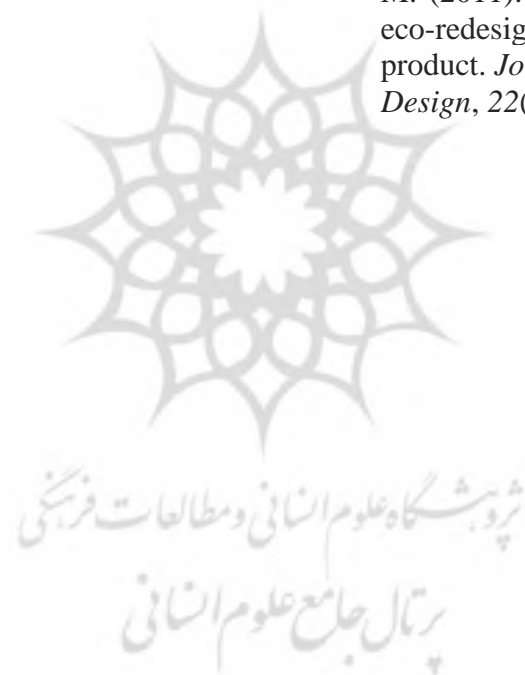 M. (2011).
eco-redesig
product. Jo
Design, 22(
پژوهشگاه علوم انسانی و مطالعات فرهنگی
پرتال جامع علوم انسانی